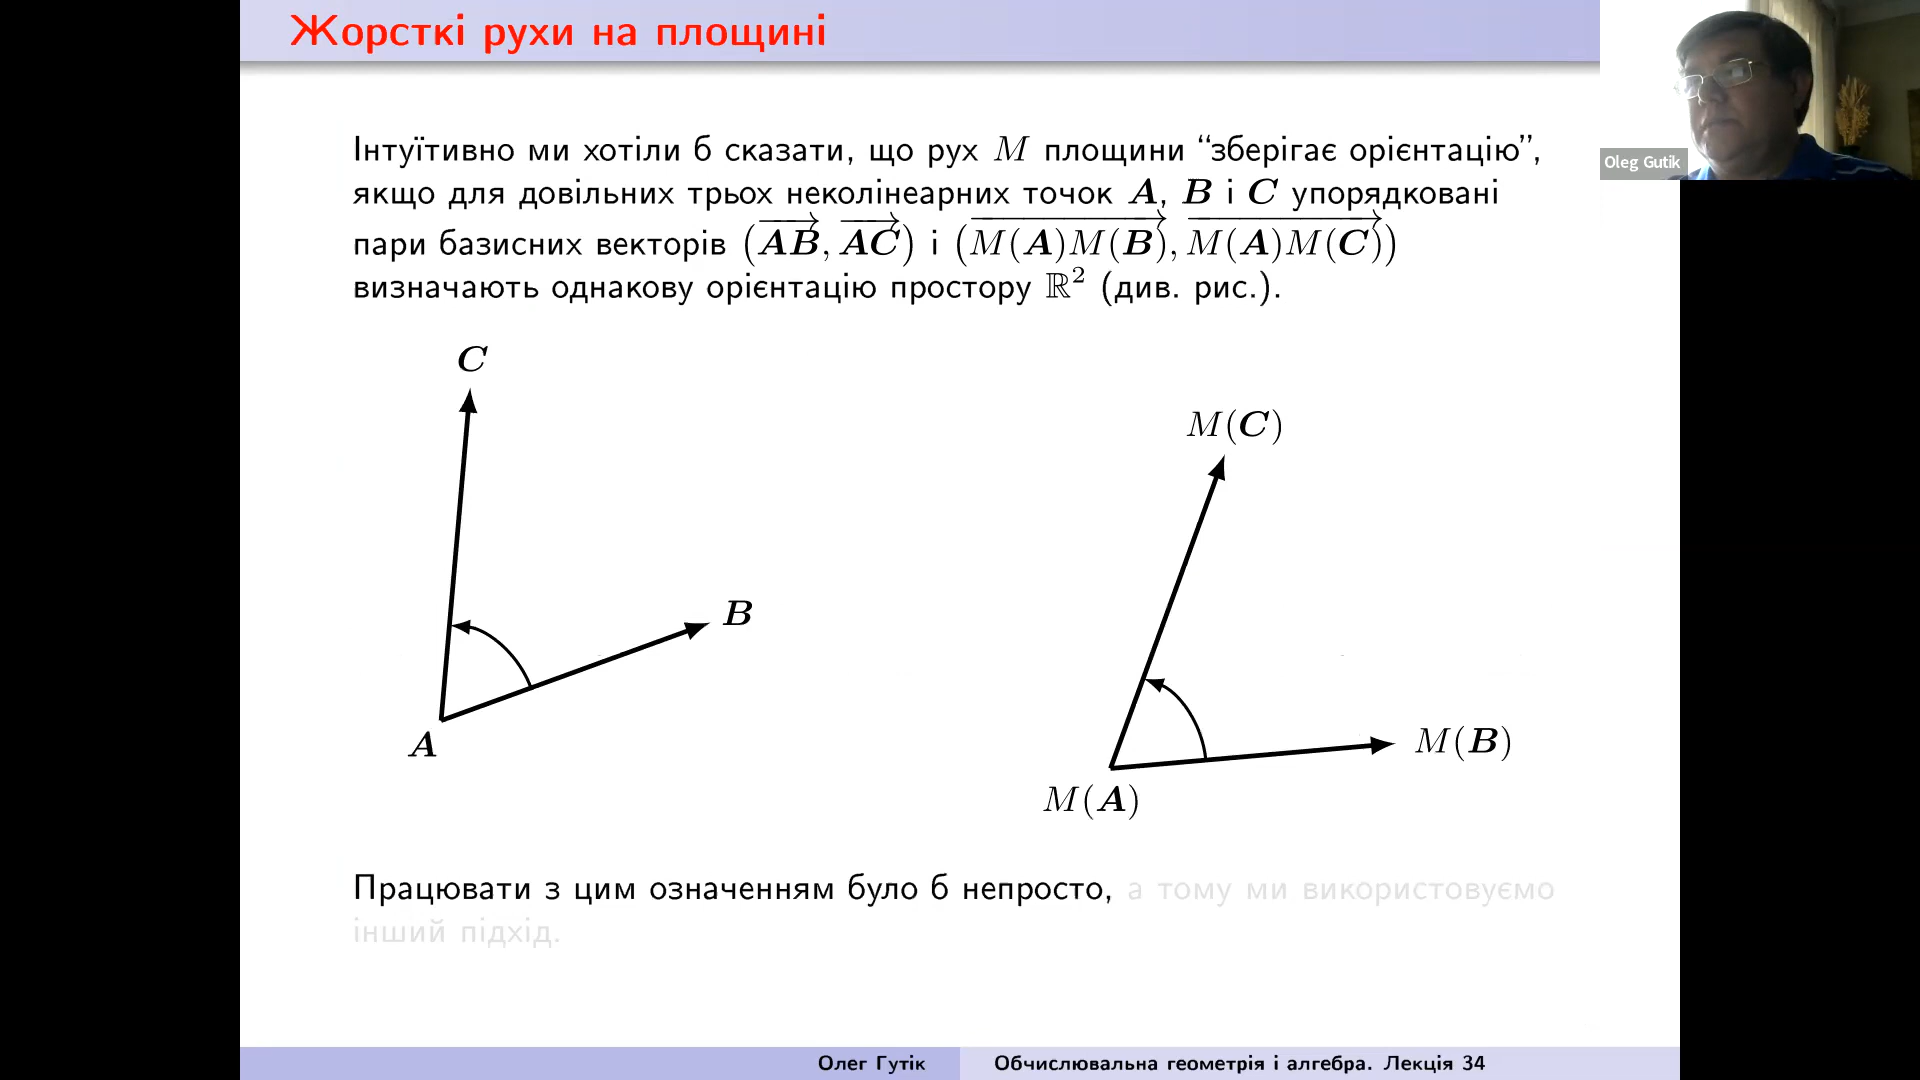 Жорсткі рухи на площині
Oleg Gutik
Інтуїтивно ми хотіли б сказати, що рух M площини “зберігає орієнтацію”,
якщо для довільних трьох неколінеарних точок A, B і C упорядковані
пари базисних векторів (AB, AC) і (M(A)M(B), M(A)M(C))
визначають однакову орієнтацію простору ℝ² (див. рис.).
C
M(C)
B
A
M(B)
M(A)
Працювати з цим означенням було б непросто, а тому ми використовуємо
інший підхід.
Олег Гутік Обчислювальна геометрія і алгебра. Лекція 34